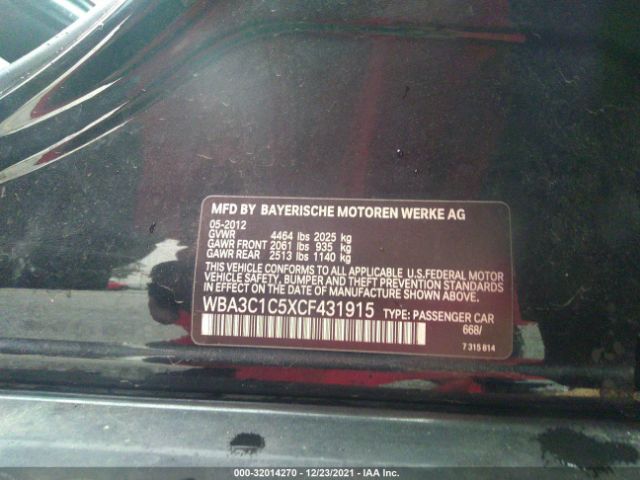 MFD BY BAYERISCHE MOTOREN WERKE AG
05-2012
GVWR 4464 lbs 2025 kg
GAWR FRONT 2061 lbs 935 kg
GAWR REAR 2513 lbs 1140 kg
THIS VEHICLE CONFORMS TO ALL APPLICABLE U.S.FEDERAL MOTOR
VEHICLE SAFETY, BUMPER AND THEFT PREVENTION STANDARDS
IN EFFECT ON THE DATE OF MANUFACTURE SHOWN ABOVE.
WBA3C1C5XCF431915 TYPE: PASSENGER CAR
668/
7 315 814
000-32014270 - 12/23/2021 - IAA Inc.